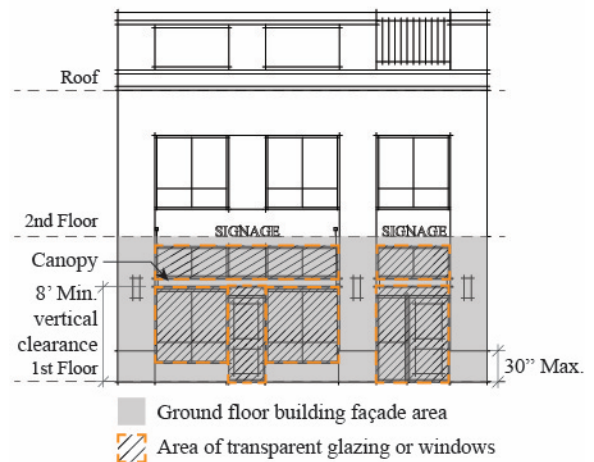 Roof
2nd Floor
SIGNAGE
SIGNAGE
Canopy
8’ Min.
vertical
clearance
1st Floor
30” Max.
Ground floor building façade area
Area of transparent glazing or windows